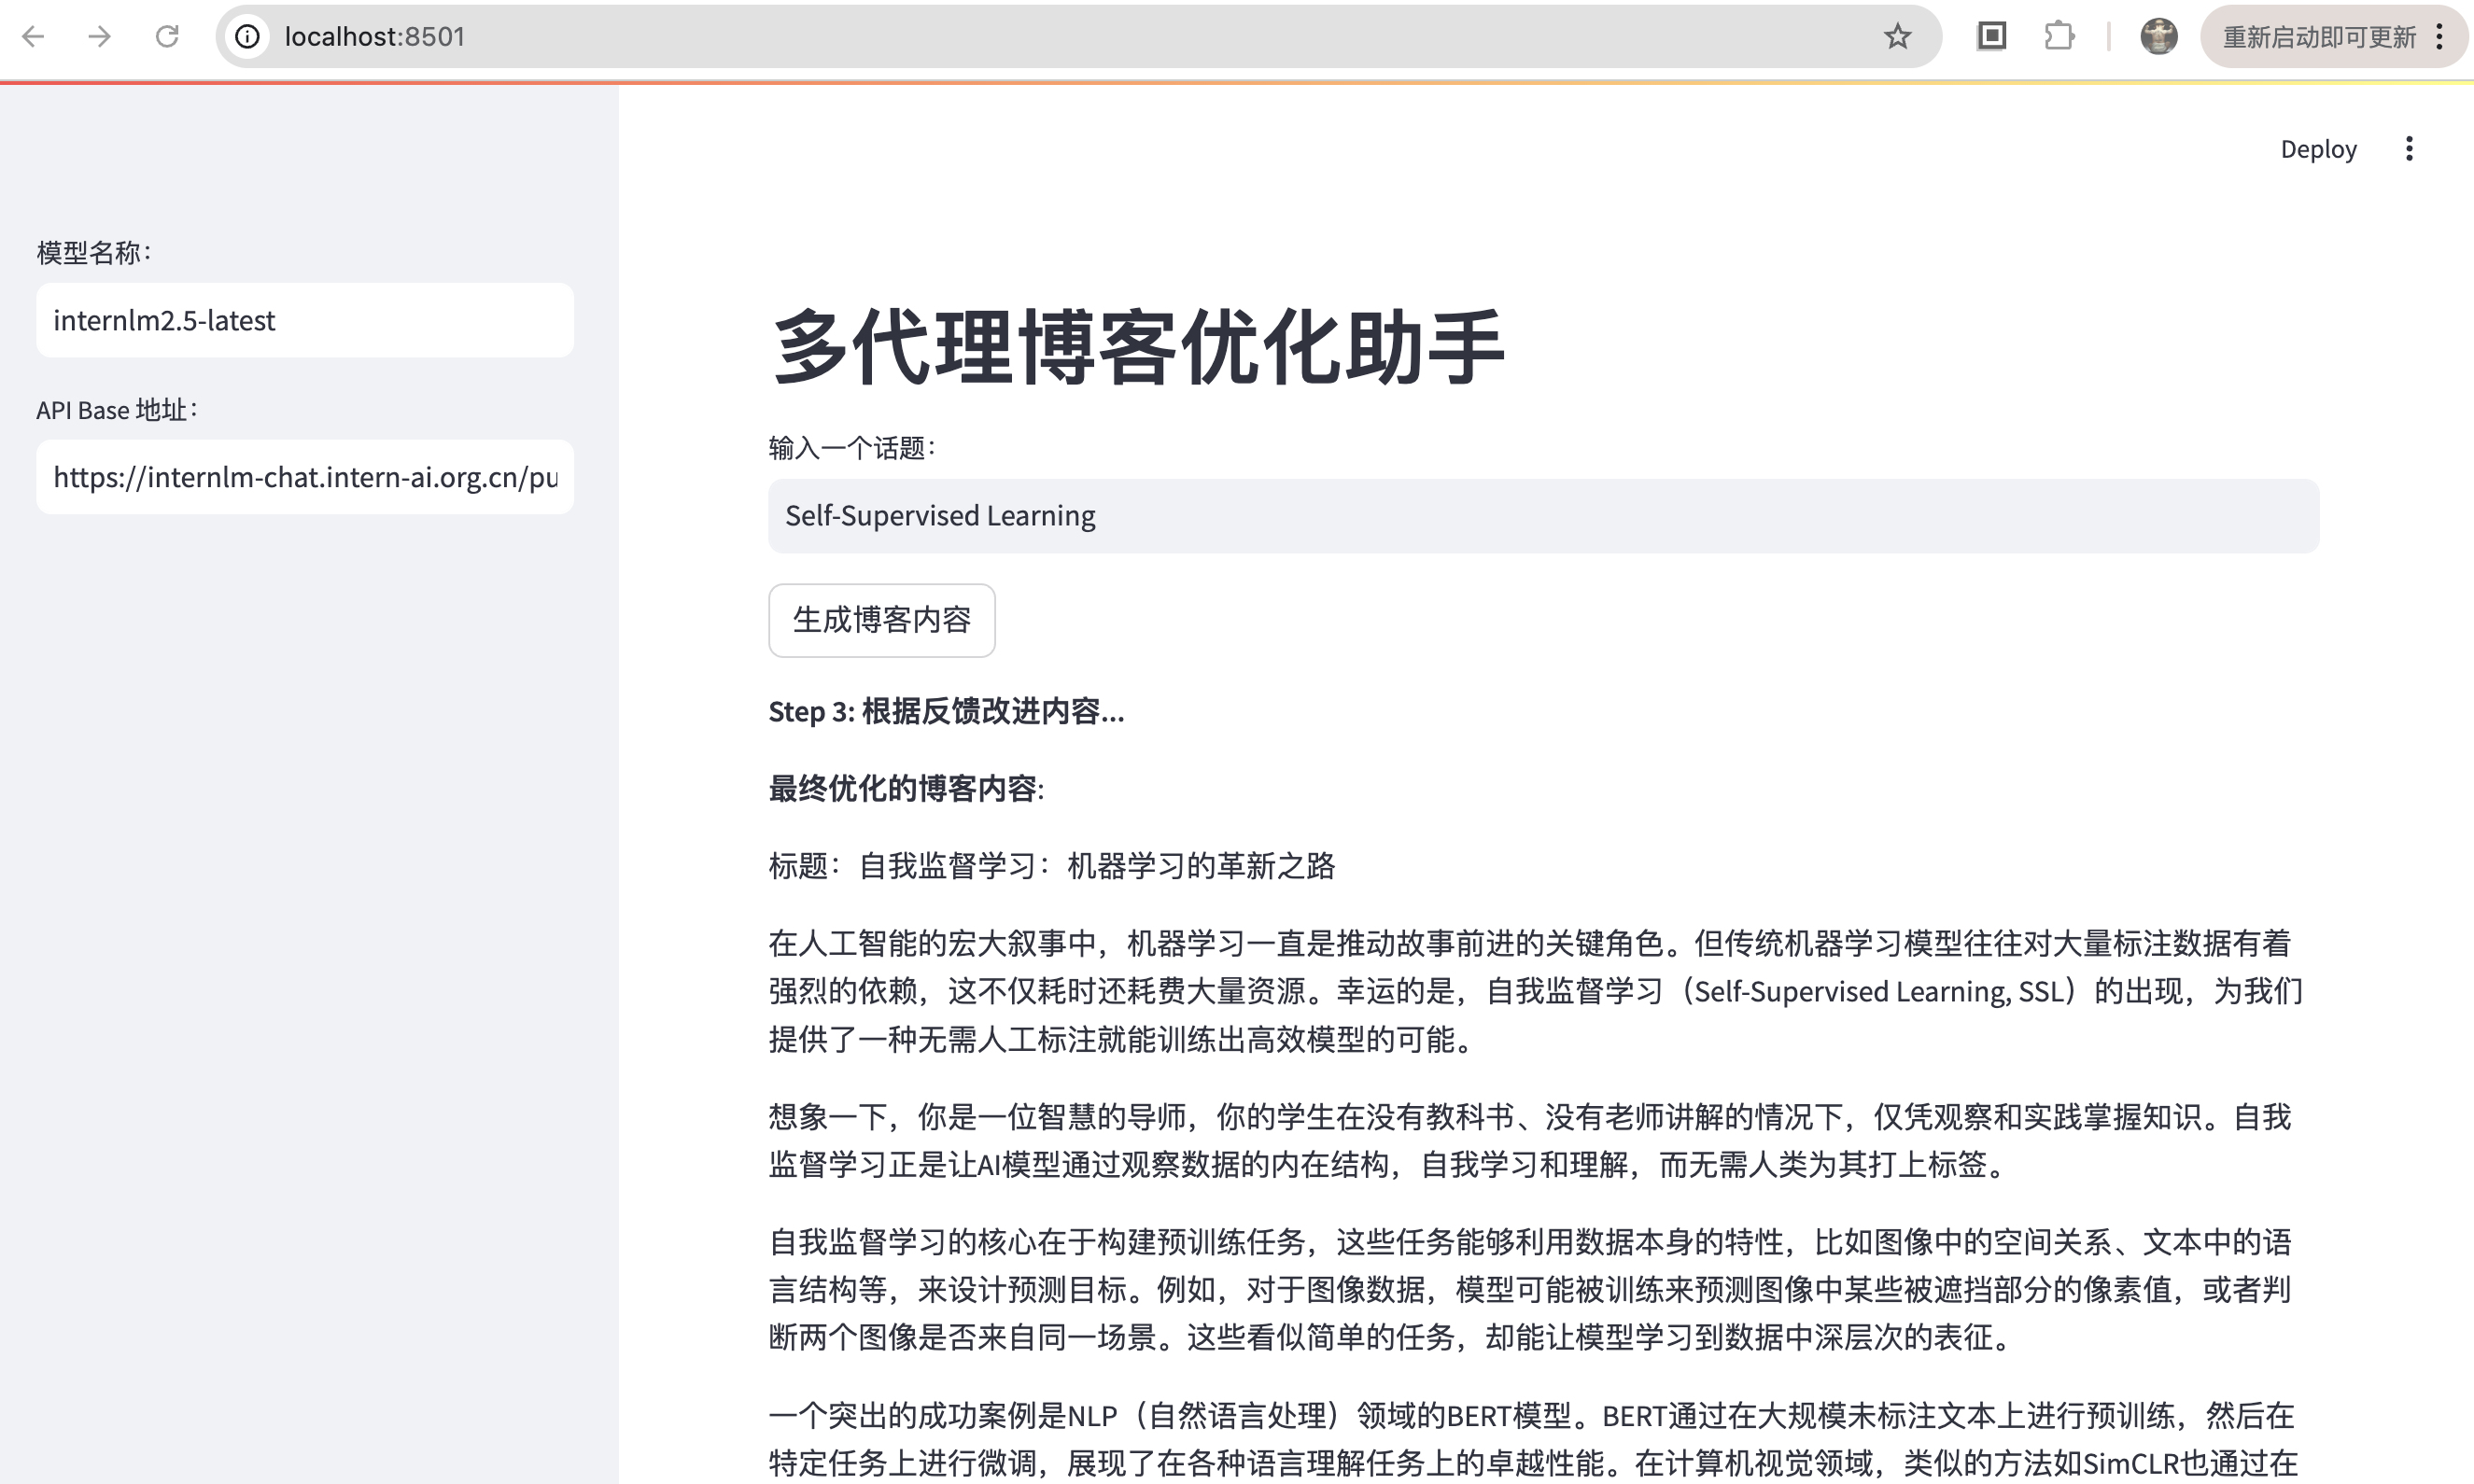 localhost:8501
重新启动即可更新
Deploy
模型名称：
internlm2.5-latest
API Base 地址：
https://internlm-chat.intern-ai.org.cn/pu
多代理博客优化助手
输入一个话题：
Self-Supervised Learning
生成博客内容
Step 3: 根据反馈改进内容...
最终优化的博客内容:
标题：自我监督学习：机器学习的革新之路
在人工智能的宏大叙事中，机器学习一直是推动故事前进的关键角色。但传统机器学习模型往往对大量标注数据有着
强烈的依赖，这不仅耗时还耗费大量资源。幸运的是，自我监督学习（Self-Supervised Learning, SSL）的出现，为我们
提供了一种无需人工标注就能训练出高效模型的可能。
想象一下，你是一位智慧的导师，你的学生在没有教科书、没有老师讲解的情况下，仅凭观察和实践掌握知识。自我
监督学习正是让AI模型通过观察数据的内在结构，自我学习和理解，而无需人类为其打上标签。
自我监督学习的核心在于构建预训练任务，这些任务能够利用数据本身的特性，比如图像中的空间关系、文本中的语
言结构等，来设计预测目标。例如，对于图像数据，模型可能被训练来预测图像中某些被遮挡部分的像素值，或者判
断两个图像是否来自同一场景。这些看似简单的任务，却能让模型学习到数据中深层次的表征。
一个突出的成功案例是NLP（自然语言处理）领域的BERT模型。BERT通过在大规模未标注文本上进行预训练，然后在
特定任务上进行微调，展现了在各种语言理解任务上的卓越性能。在计算机视觉领域，类似的方法如SimCLR也通过在